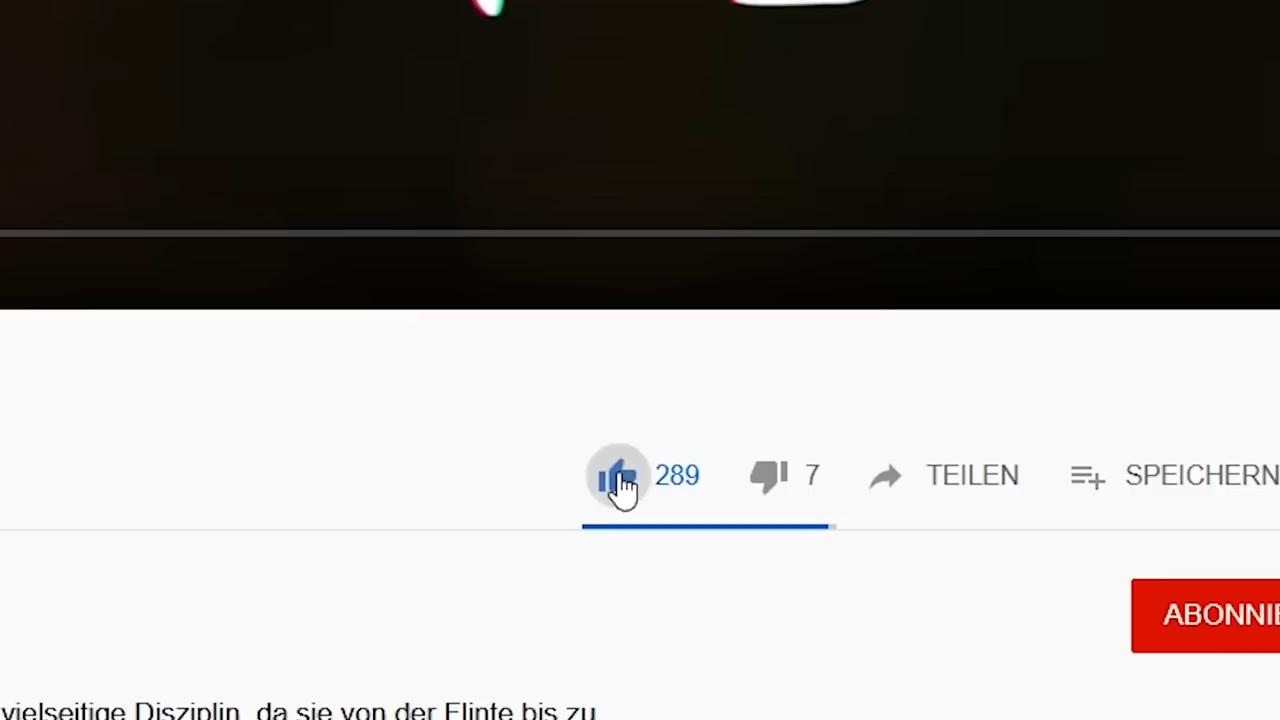 289 7 TEILEN SPEICHERN
ABONNIE
vielseitige Disziplin, da sie von der Flinte bis zu